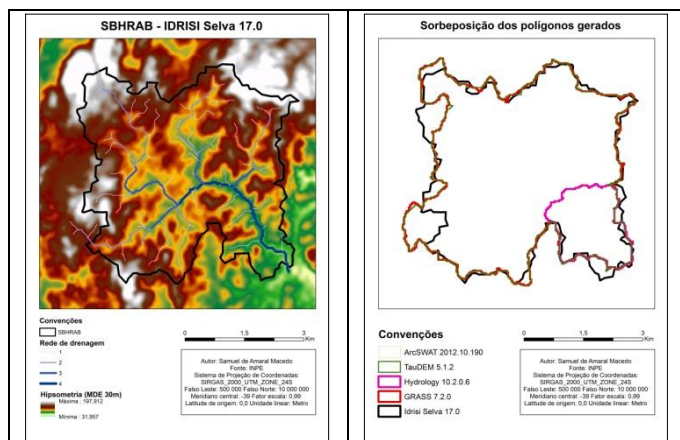 SBHRAB - IDRISI Selva 17.0
Convenções
SBHRAB
Rede de drenagem
1
2
3
4
Hipsometria (MDE 30m)
Máxima : 197,912
Mínima : 31,957
0 1,5 3
Km
Autor: Samuel de Amaral Macedo
Fonte: INPE
Sistema de Projeção de Coordenadas:
SIRGAS_2000_UTM_ZONE_24S
Falso Leste: 500 000 Falso Norte: 10 000 000
Meridiano central: -39 Fator escala: 0,99
Latitude de origem: 0,0 Unidade linear: Metro
Sorbeposição dos polígonos gerados
0 1,5 3
Km
Convenções
ArcSWAT 2012.10.190
TauDEM 5.1.2
Hydrology 10.2.0.6
GRASS 7.2.0
Idrisi Selva 17.0
Autor: Samuel de Amaral Macedo
Fonte: INPE
Sistema de Projeção de Coordenadas:
SIRGAS_2000_UTM_ZONE_24S
Falso Leste: 500 000 Falso Norte: 10 000 000
Meridiano central: -39 Fator escala: 0,99
Latitude de origem: 0,0 Unidade linear: Metro